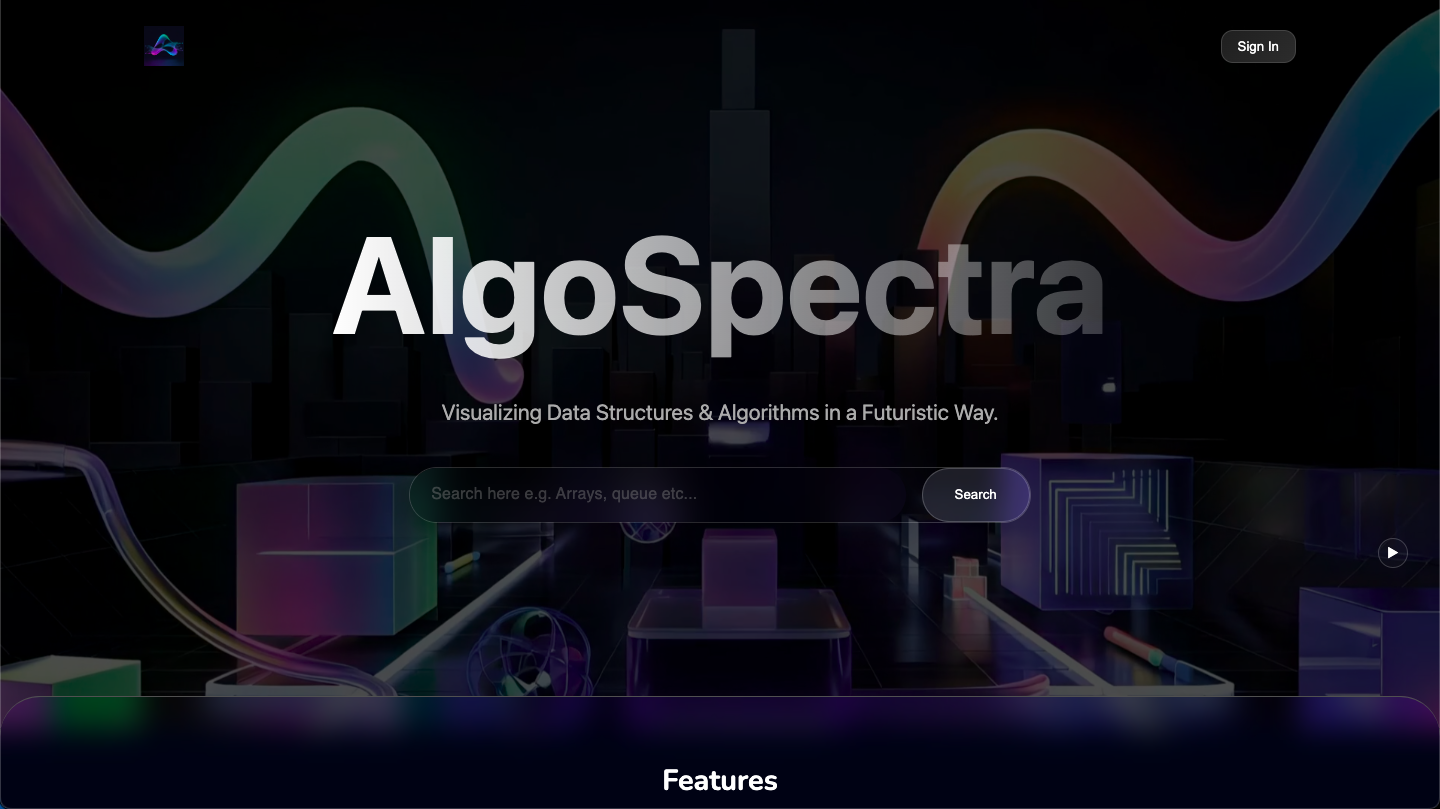 Sign In
AlgoSpectra
Visualizing Data Structures & Algorithms in a Futuristic Way.
Search here e.g. Arrays, queue etc...
Search
Features